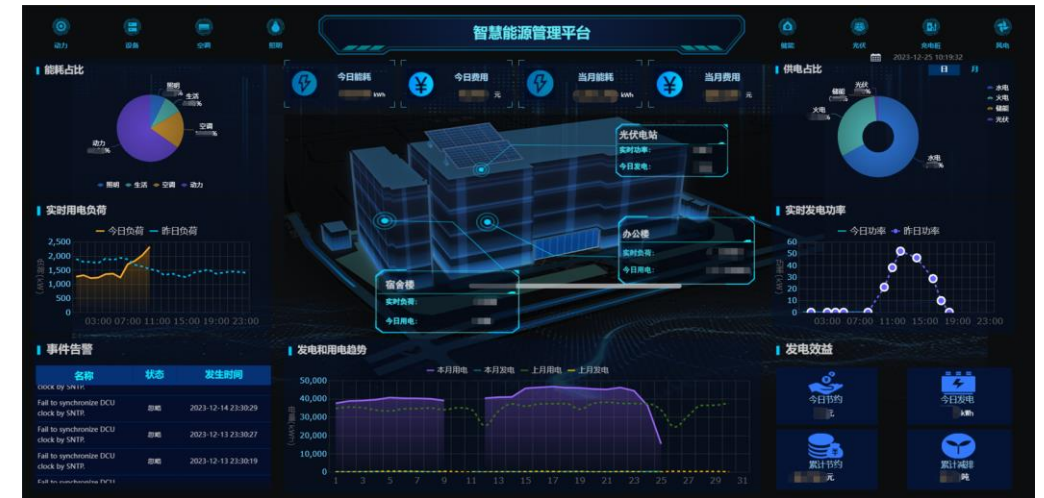 智慧能源管理平台
动力
设备
空调
照明
储能
光伏
充电桩
风电
2023-12-25 10:19:32
能耗占比
照明
%
生活
%
空调
%
动力
%
照明 生活 空调 动力
今日能耗
kWh
今日费用
元
当月能耗
kWh
当月费用
元
供电占比
日 月
光伏
储能
%
火电
%
水电
%
水电
火电
储能
光伏
光伏电站
实时功率:
今日发电:
办公楼
实时负荷:
今日用电:
宿舍楼
实时负荷:
今日用电:
实时用电负荷
今日负荷 昨日负荷
2,500
2,000
1,500
1,000
500
0
03:00 07:00 11:00 15:00 19:00 23:00
实时发电功率
今日功率 昨日功率
60
50
40
30
20
10
0
03:00 07:00 11:00 15:00 19:00 23:00
事件告警
名称 状态 发生时间
clock by SNTP.
Fail to synchronize DCU
clock by SNTP.
忽略
2023-12-14 23:30:29
Fail to synchronize DCU
clock by SNTP.
忽略
2023-12-13 23:30:27
Fail to synchronize DCU
clock by SNTP.
忽略
2023-12-13 23:30:19
Fail to synchronize DCU
发电和用电趋势
本月用电 本月发电 上月用电 上月发电
50,000
40,000
30,000
20,000
10,000
0
1 3 5 7 9 11 13 15 17 19 21 23 25 27 29 31
发电效益
今日节约
元
今日发电
kWh
累计节约
元
累计减排
吨